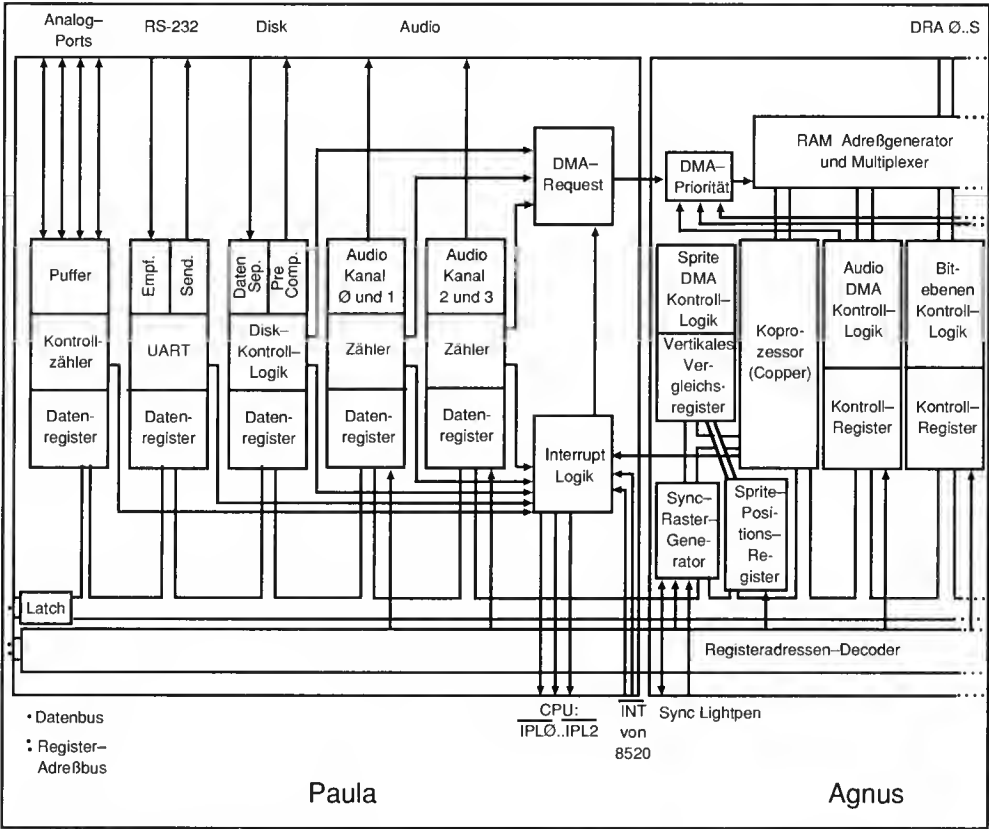 Analog–
Ports
RS-232
Disk
Audio
DRA Ø..S
RAM Adreßgenerator
und Multiplexer
DMA–
Request
DMA–
Priorität
Puffer
Kontroll-
zähler
Daten-
register
Empf.
Send.
UART
Daten-
register
Daten
Sep.
Pre
Comp.
Disk–
Kontroll–
Logik
Daten-
register
Audio
Kanal
Ø und 1
Zähler
Daten-
register
Audio
Kanal
2 und 3
Zähler
Daten-
register
Interrupt
Logik
Sprite
DMA
Kontroll–
Logik
Vertikales
Ver-
gleichs-
register
Kopro-
zessor
(Copper)
Audio
DMA
Kontroll–
Logik
Kontroll–
Register
Bit-
ebenen
Kontroll–
Logik
Kontroll–
Register
Sync–
Raster–
Gene–
rator
Sprite–
Posi–
tions–
Re–
gister
Latch
Registeradressen–Decoder
• Datenbus
: Register–
Adreßbus
CPU:
IPLØ..IPL2
INT
von
8520
Sync Lightpen
Paula
Agnus